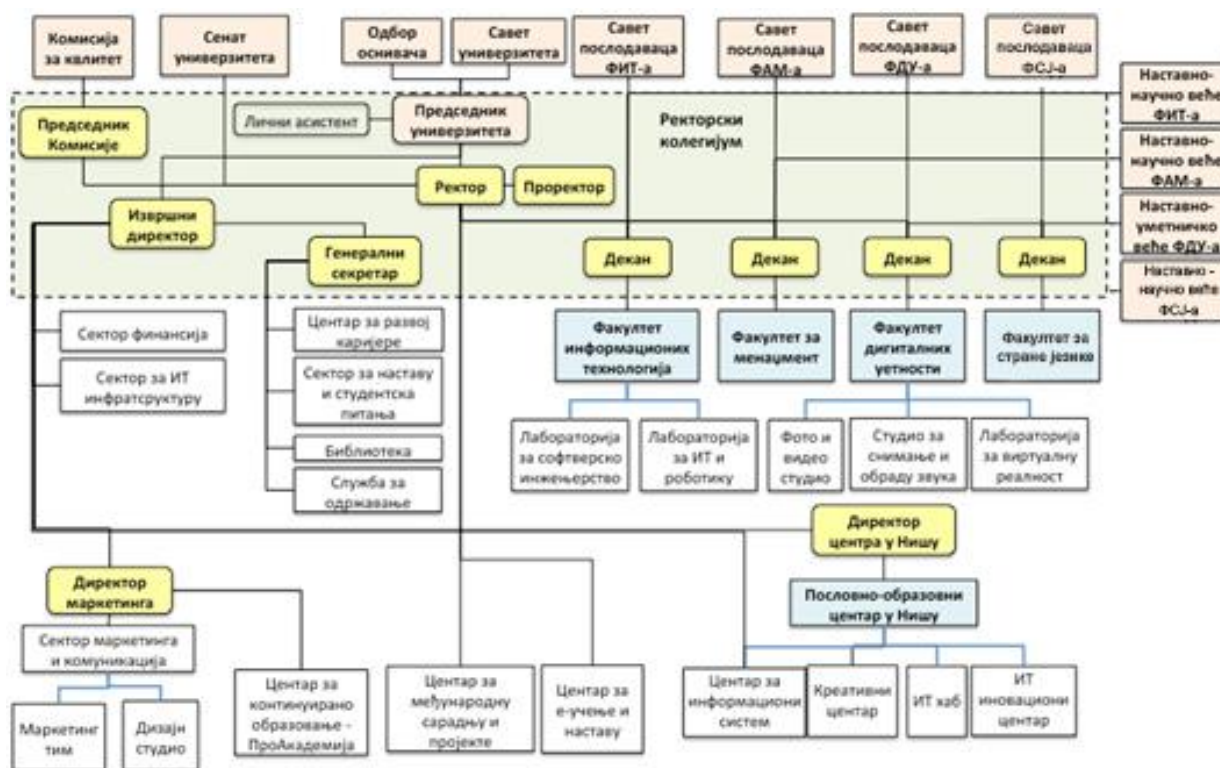 Комисија
за квлитет
Сенат
универзитета
Одбор
оснивача
Савет
универзитета
Савет
послодаваца
ФИТ-а
Савет
послодаваца
ФАМ-а
Савет
послодаваца
ФДУ-а
Савет
послодаваца
ФСЈ-а
Наставно-
научно веће
ФИТ-а
Наставно-
научно веће
ФАМ-а
Наставно-
уметничко
веће ФДУ-а
Наставно -
научно веће
ФСЈ-а
Председник
Комисије
Лични асистент
Председник
универзитета
Ректорски
колегијум
Ректор
Проректор
Извршни
директор
Генерални
секретар
Декан
Декан
Декан
Декан
Сектор финансија
Сектор за ИТ
инфратсруктуру
Центар за развој
каријере
Сектор за наставу
и студентска
питања
Библиотека
Служба за
одржавање
Факултет
информационих
технологија
Факултет за
менаџмент
Факултет
дигиталних
уетности
Факултет за
стране језике
Лабораторија
за софтверско
инжењерство
Лабораторија
за ИТ и
роботику
Фото и
видео
студио
Студио за
снимање и
обраду звука
Лабораторија
за виртуалну
реалност
Директор
центра у Нишу
Пословно-образовни
центар у Нишу
Директор
маркетинга
Сектор маркетинга
и комуникација
Маркетинг
тим
Дизајн
студио
Центар за
континуирано
образовање -
ПроАкадемија
Центар за
међународну
сарадњу и
пројекте
Центар за
е-учење и
наставу
Центар за
информациони
систем
Креативни
центар
ИТ хаб
ИТ
иновациони
центар